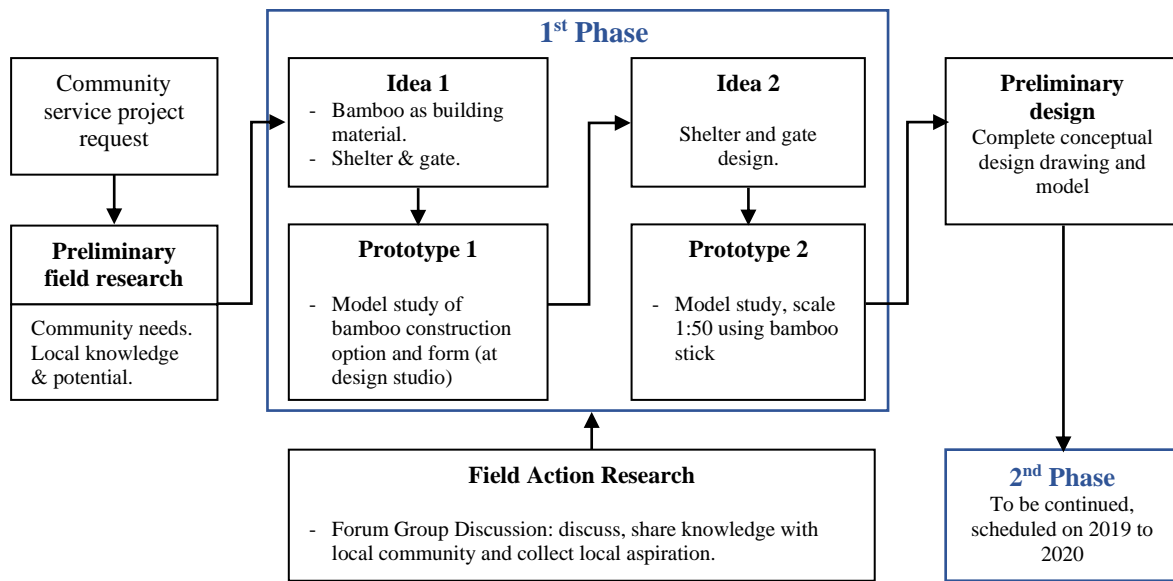 1st Phase
Community
service project
request
Preliminary
field research
Community needs.
Local knowledge
& potential.
Idea 1
- Bamboo as building
material.
- Shelter & gate.
Prototype 1
- Model study of
bamboo construction
option and form (at
design studio)
Idea 2
Shelter and gate
design.
Prototype 2
- Model study, scale
1:50 using bamboo
stick
Preliminary
design
Complete conceptual
design drawing and
model
Field Action Research
- Forum Group Discussion: discuss, share knowledge with
local community and collect local aspiration.
2nd Phase
To be continued,
scheduled on 2019 to
2020